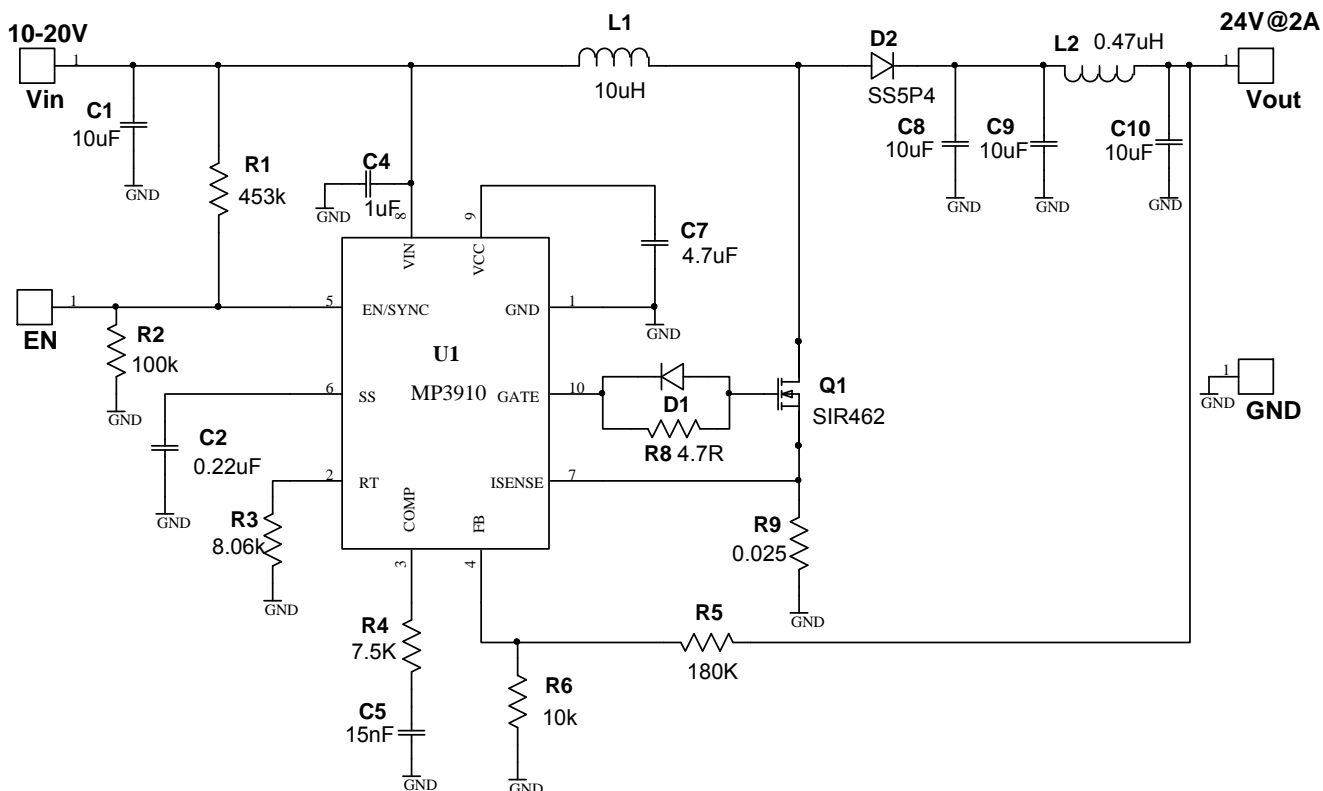 10-20V
1
Vin
C1
10uF
GND
R1
453k
L1
10uH
D2
SS5P4
L2
0.47uH
24V@2A
1
Vout
C8
10uF
GND
C9
10uF
GND
C10
10uF
GND
C4
1uF
GND
8
9
VIN
VCC
C7
4.7uF
GND
1
EN
5
EN/SYNC
GND
1
R2
100k
GND
U1
MP3910
6
SS
GATE
10
D1
R8
4.7R
Q1
SIR462
1
GND
GND
C2
0.22uF
GND
2
RT
COMP
FB
ISENSE
7
R3
8.06k
GND
3
4
R9
0.025
GND
R4
7.5K
R5
180K
C5
15nF
GND
R6
10k
GND